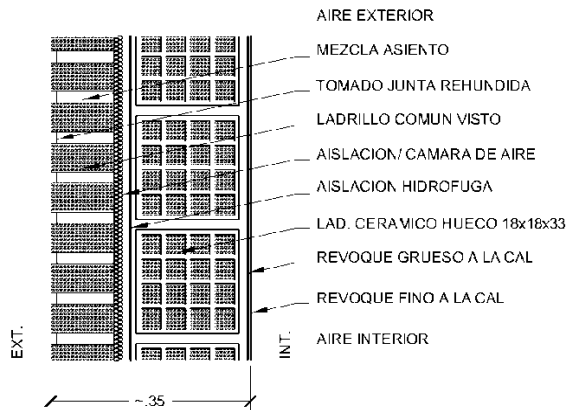 AIRE EXTERIOR
MEZCLA ASIENTO
TOMADO JUNTA REHUNDIDA
LADRILLO COMUN VISTO
AISLACION/ CAMARA DE AIRE
AISLACION HIDROFUGA
LAD. CERAMICO HUECO 18x18x33
REVOQUE GRUESO A LA CAL
REVOQUE FINO A LA CAL
AIRE INTERIOR
EXT.
INT.
~.35